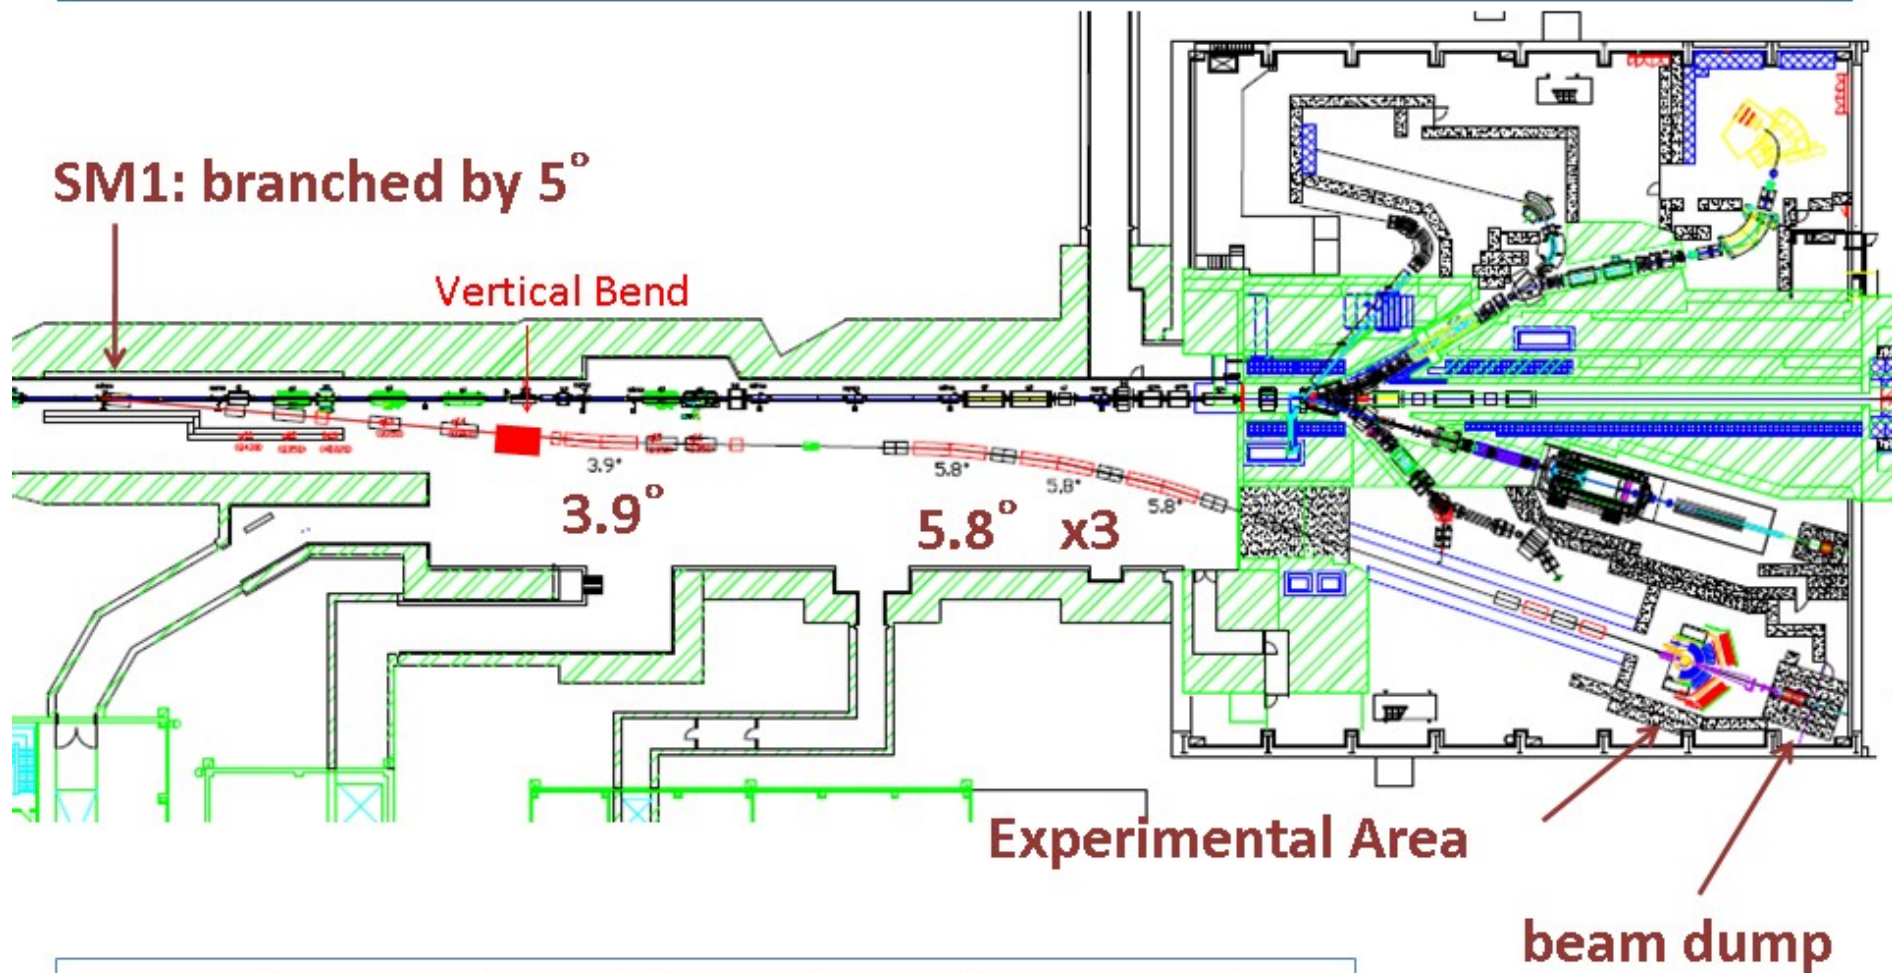 SM1: branched by 5°
Vertical Bend
3.9°
5.8°
5.8°
5.8°
3.9°
5.8° x3
Experimental Area
beam dump